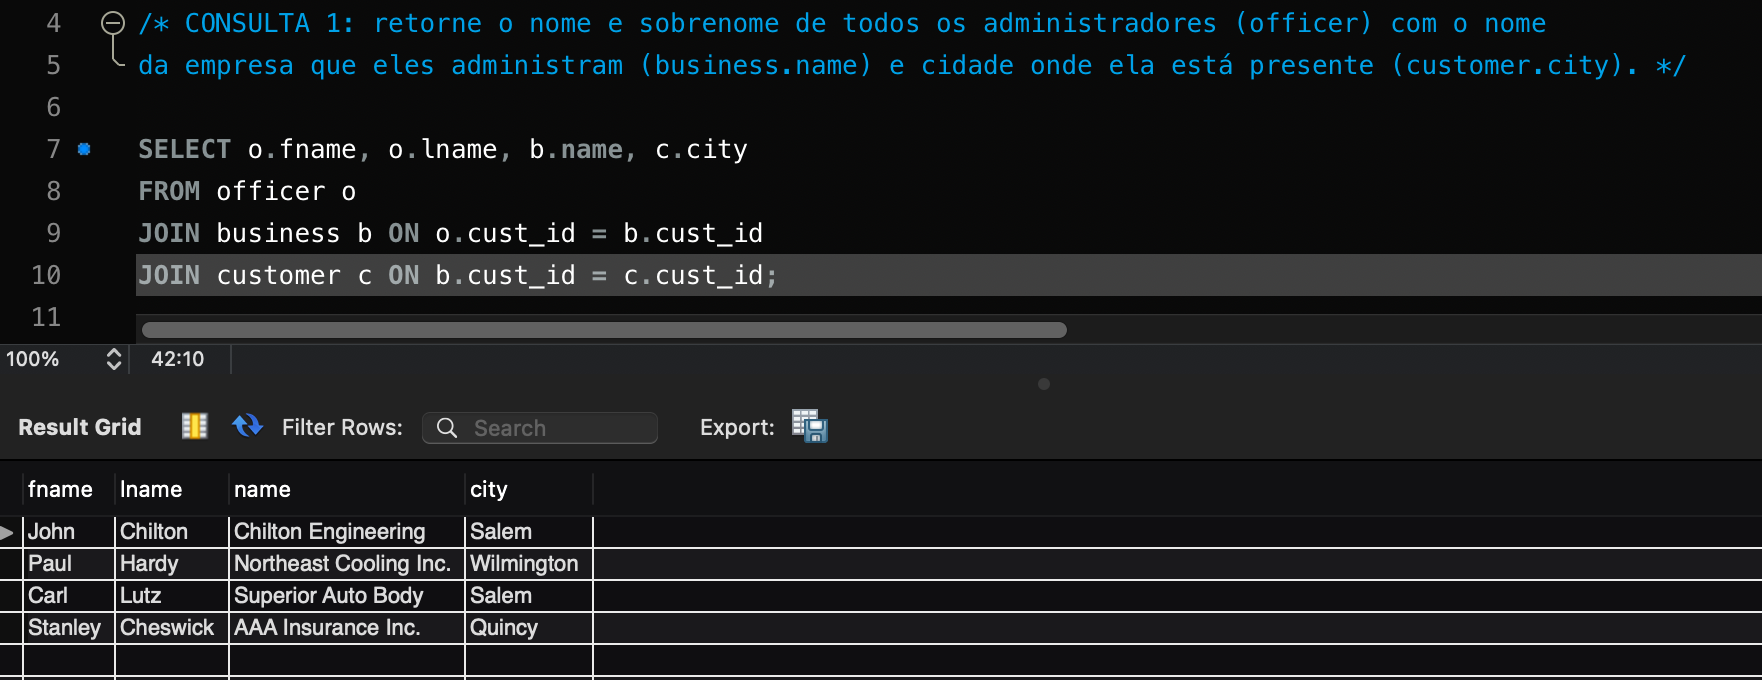 4 /* CONSULTA 1: retorne o nome e sobrenome de todos os administradores (officer) com o nome
5 da empresa que eles administram (business.name) e cidade onde ela está presente (customer.city). */
6
7 SELECT o.fname, o.lname, b.name, c.city
8 FROM officer o
9 JOIN business b ON o.cust_id = b.cust_id
10 JOIN customer c ON b.cust_id = c.cust_id;
11
100% 42:10
Result Grid Filter Rows: Search Export:
fname lname name city
John Chilton Chilton Engineering Salem
Paul Hardy Northeast Cooling Inc. Wilmington
Carl Lutz Superior Auto Body Salem
Stanley Cheswick AAA Insurance Inc. Quincy